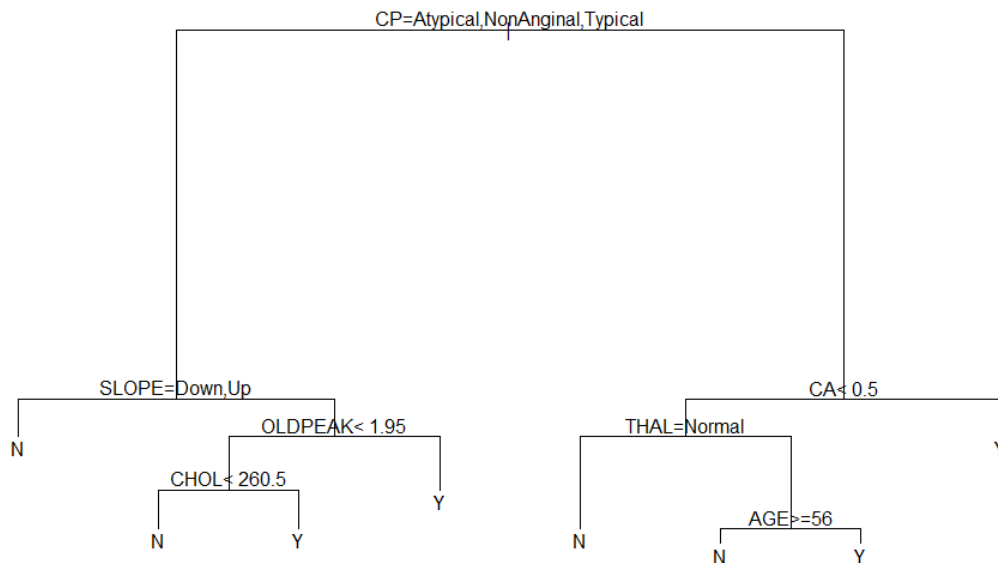 CP=Atypical,NonAnginal,Typical
SLOPE=Down,Up
CA< 0.5
N
OLDPEAK< 1.95
THAL=Normal
Y
CHOL< 260.5
Y
N
Y
N
AGE>=56
N
Y